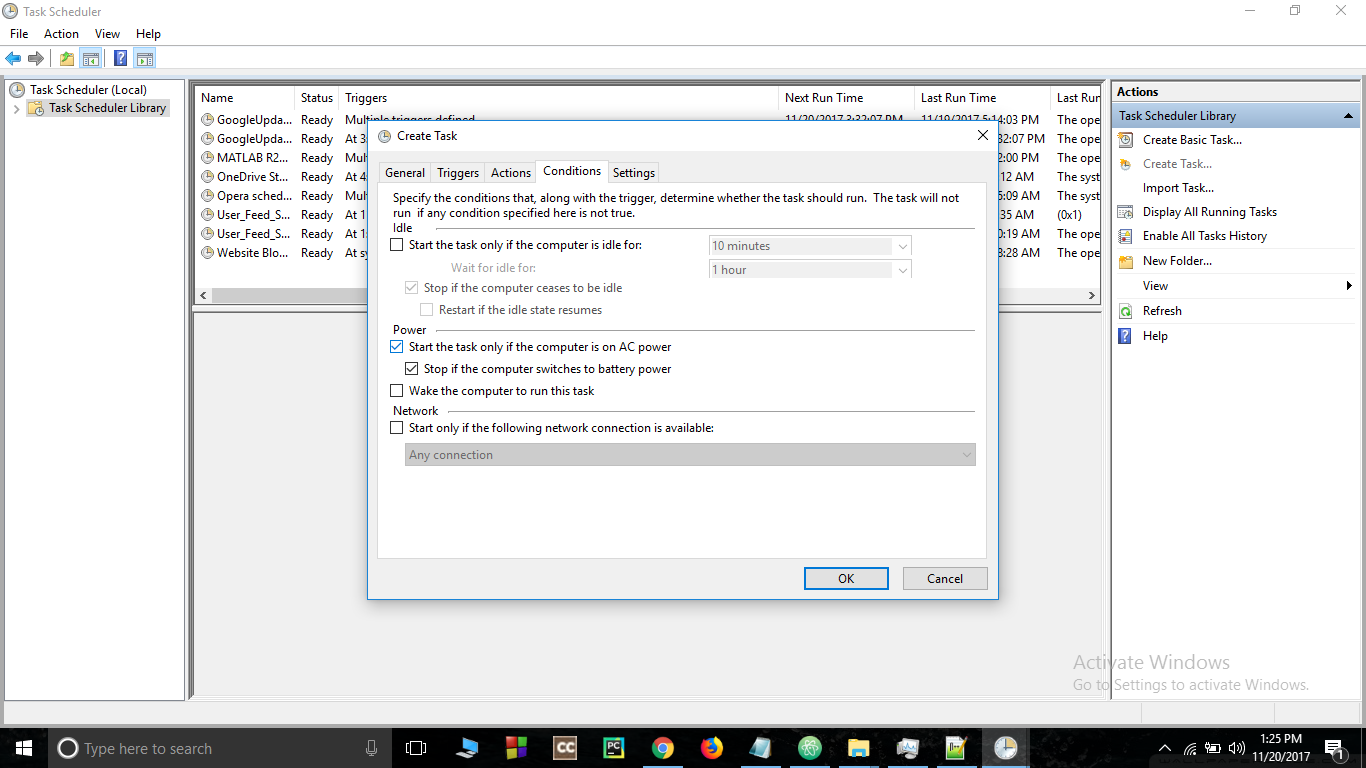 Task Scheduler
File Action View Help
Task Scheduler (Local)
Task Scheduler Library
Name Status Triggers Next Run Time Last Run Time Last Run
GoogleUpda... Ready Multiple triggers defined 11/20/2017 3:32:07 PM 11/19/2017 5:14:03 PM The ope
GoogleUpda... Ready At 3: 32:07 PM The ope
MATLAB R2... Ready Mul 2:00 PM The ope
OneDrive St... Ready At 4: 12 AM The syst
Opera sched... Ready Mul 5:09 AM The syst
User_Feed_S... Ready At 1 35 AM (0x1)
User_Feed_S... Ready At 1 0:19 AM The ope
Website Blo... Ready At sy 3:28 AM The ope
Create Task
General Triggers Actions Conditions Settings
Specify the conditions that, along with the trigger, determine whether the task should run. The task will not
run if any condition specified here is not true.
Idle
Start the task only if the computer is idle for: 10 minutes
Wait for idle for: 1 hour
Stop if the computer ceases to be idle
Restart if the idle state resumes
Power
Start the task only if the computer is on AC power
Stop if the computer switches to battery power
Wake the computer to run this task
Network
Start only if the following network connection is available:
Any connection
OK Cancel
Actions
Task Scheduler Library
Create Basic Task...
Create Task...
Import Task...
Display All Running Tasks
Enable All Tasks History
New Folder...
View
Refresh
Help
Activate Windows
Go to Settings to activate Windows.
Type here to search
CC
PC
1:25 PM
11/20/2017
1